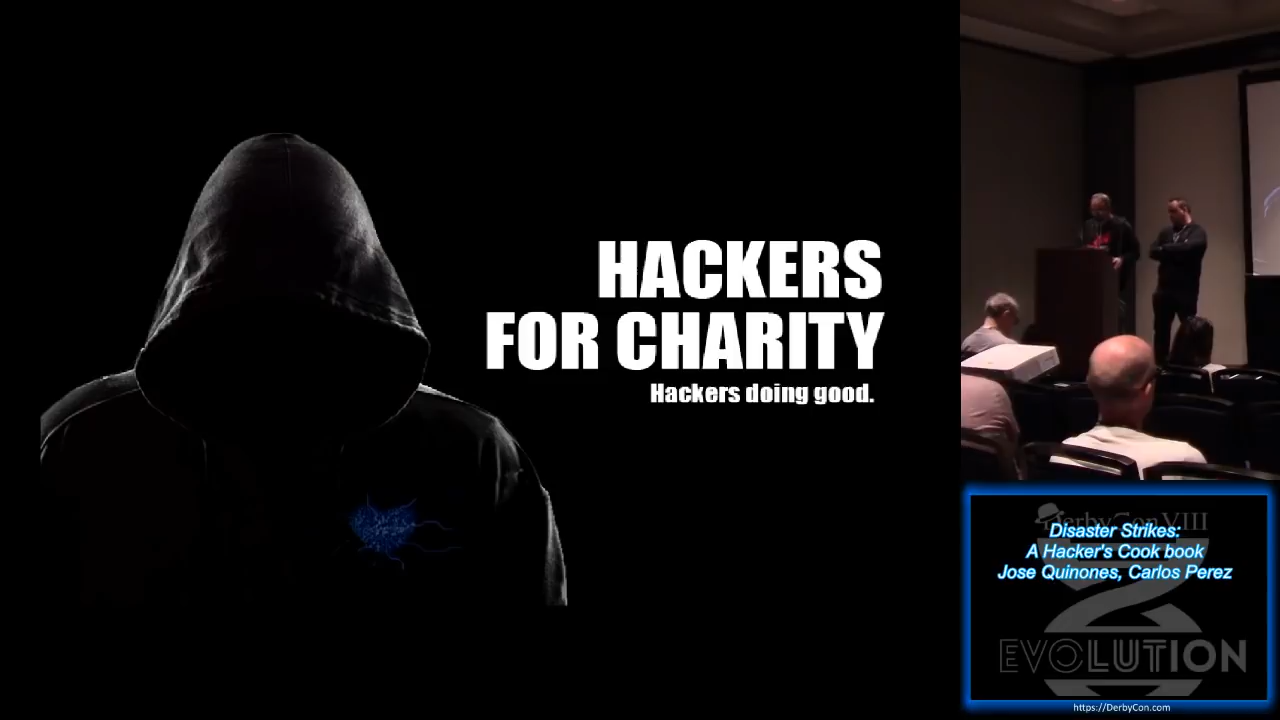 HACKERS
FOR CHARITY
Hackers doing good.
DerbyCon VIII
Disaster Strikes:
A Hacker's Cook book
Jose Quinones, Carlos Perez
EVOLUTION
https://DerbyCon.com